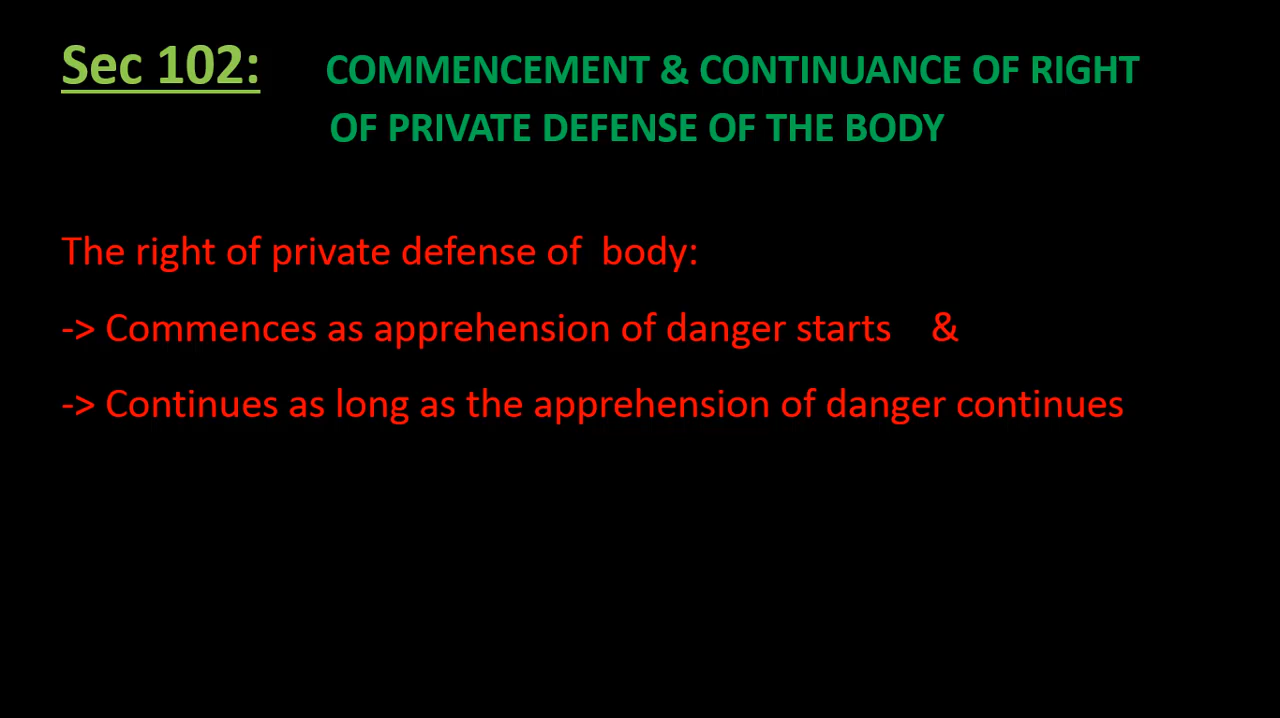 Sec 102: COMMENCEMENT & CONTINUANCE OF RIGHT
OF PRIVATE DEFENSE OF THE BODY
The right of private defense of body:
-> Commences as apprehension of danger starts &
-> Continues as long as the apprehension of danger continues